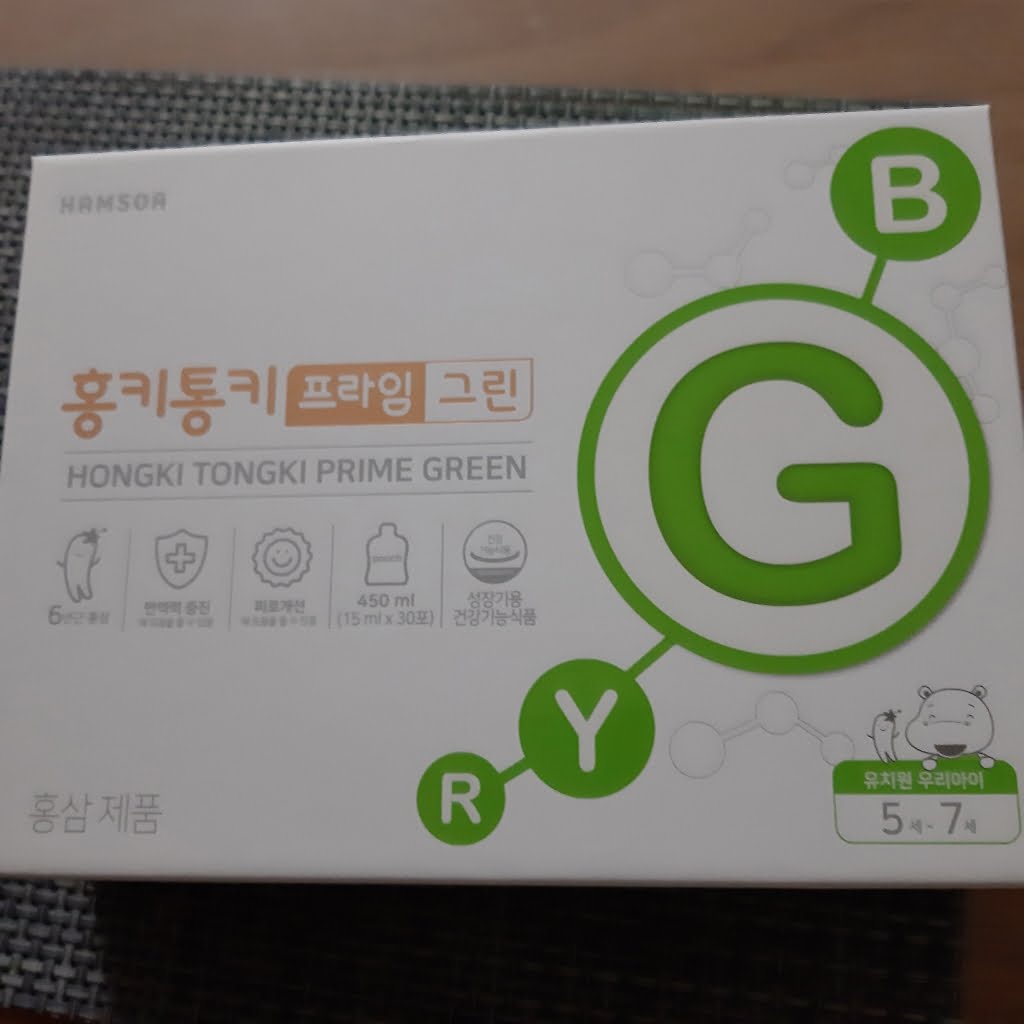 HAMSOA
B
G
Y
R
홍키통키 프라임 그린
HONGKI TONGKI PRIME GREEN
6년근 홍삼
면역력 증진
피로개선
450 ml
(15 ml x 30포)
성장기용
건강기능식품
홍삼 제품
유치원 우리아이
5세~7세